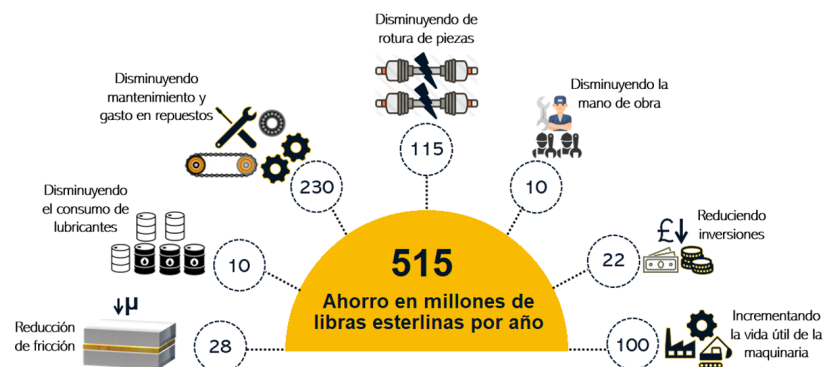 Disminuyendo de
rotura de piezas
115
Disminuyendo
mantenimiento y
gasto en repuestos
230
Disminuyendo la
mano de obra
10
Disminuyendo
el consumo de
lubricantes
10
Reduciendo
inversiones
£
22
515
Ahorro en millones de
libras esterlinas por año
Reducción
de fricción
μ
28
Incrementando
la vida útil de la
maquinaria
100